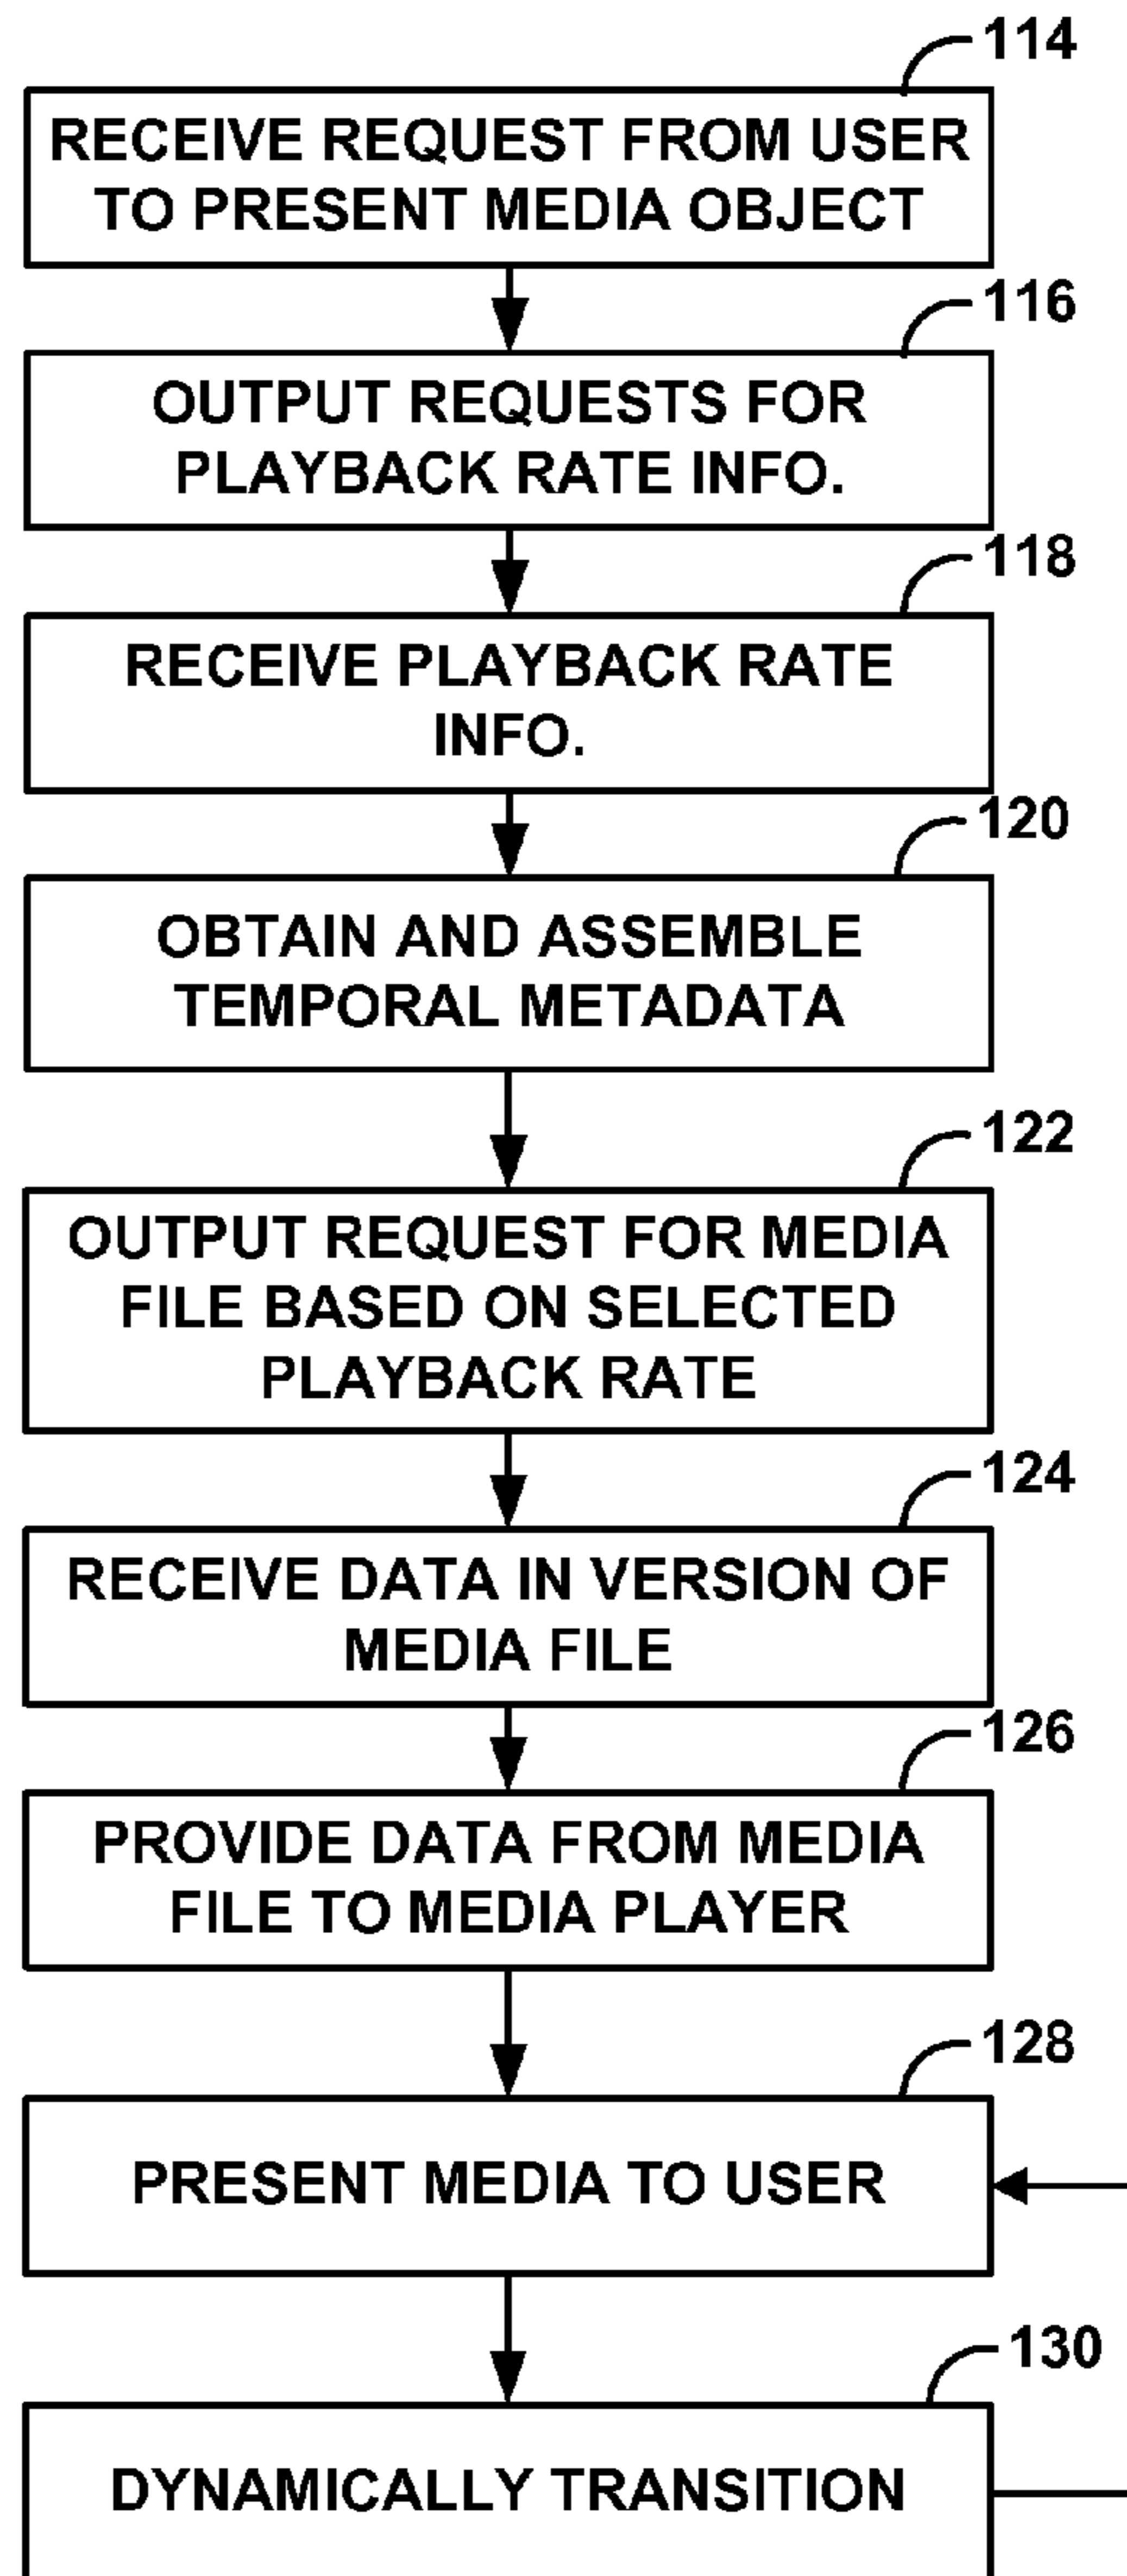 114
RECEIVE REQUEST FROM USER
TO PRESENT MEDIA OBJECT
116
OUTPUT REQUESTS FOR
PLAYBACK RATE INFO.
118
RECEIVE PLAYBACK RATE
INFO.
120
OBTAIN AND ASSEMBLE
TEMPORAL METADATA
122
OUTPUT REQUEST FOR MEDIA
FILE BASED ON SELECTED
PLAYBACK RATE
124
RECEIVE DATA IN VERSION OF
MEDIA FILE
126
PROVIDE DATA FROM MEDIA
FILE TO MEDIA PLAYER
128
PRESENT MEDIA TO USER
130
DYNAMICALLY TRANSITION